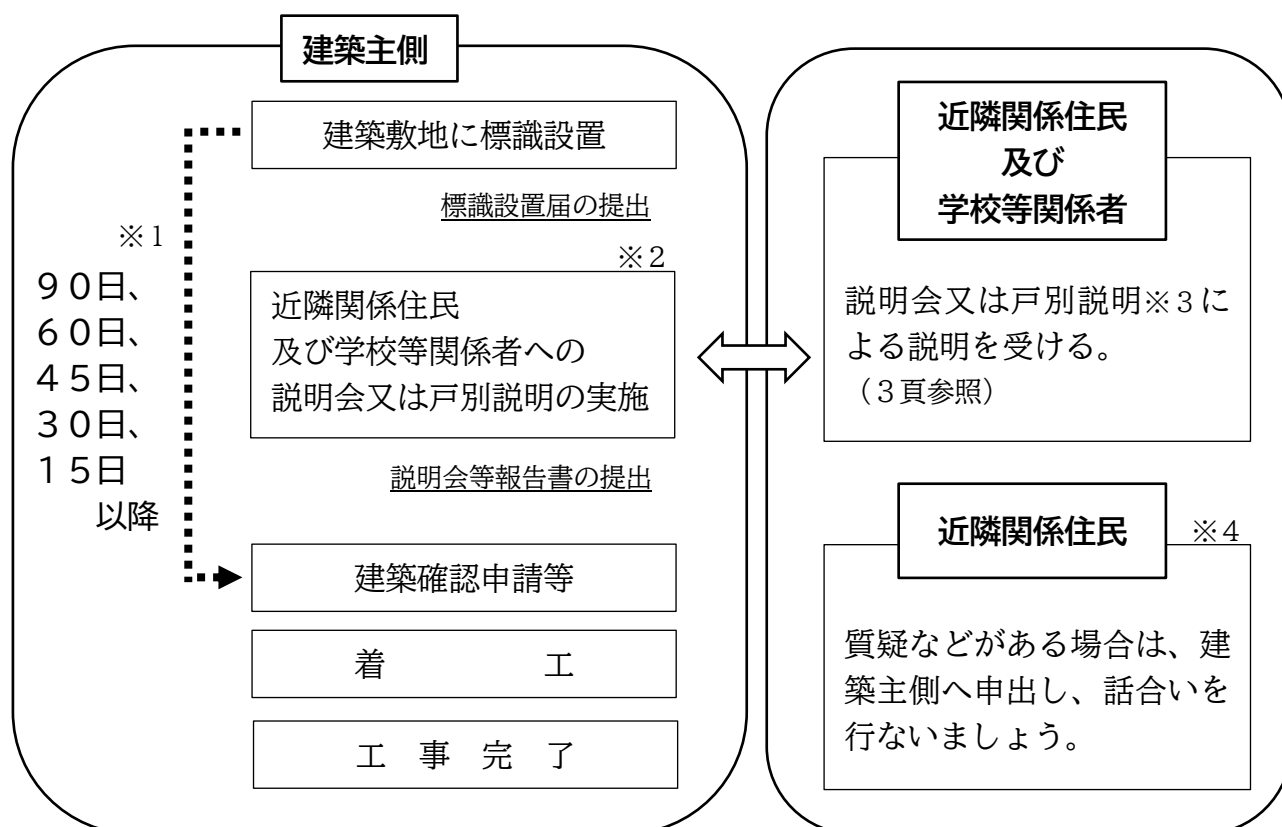 建築主側
建築敷地に標識設置
標識設置届の提出
※1
90日、
60日、
45日、
30日、
15日
以降
※2
近隣関係住民
及び学校等関係者への
説明会又は戸別説明の実施
説明会等報告書の提出
建築確認申請等
着　　　　工
工　事　完　了
近隣関係住民
及び
学校等関係者
説明会又は戸別説明※3に
よる説明を受ける。
（3頁参照）
近隣関係住民
※4
質疑などがある場合は、建
築主側へ申出し、話合いを
行ないましょう。